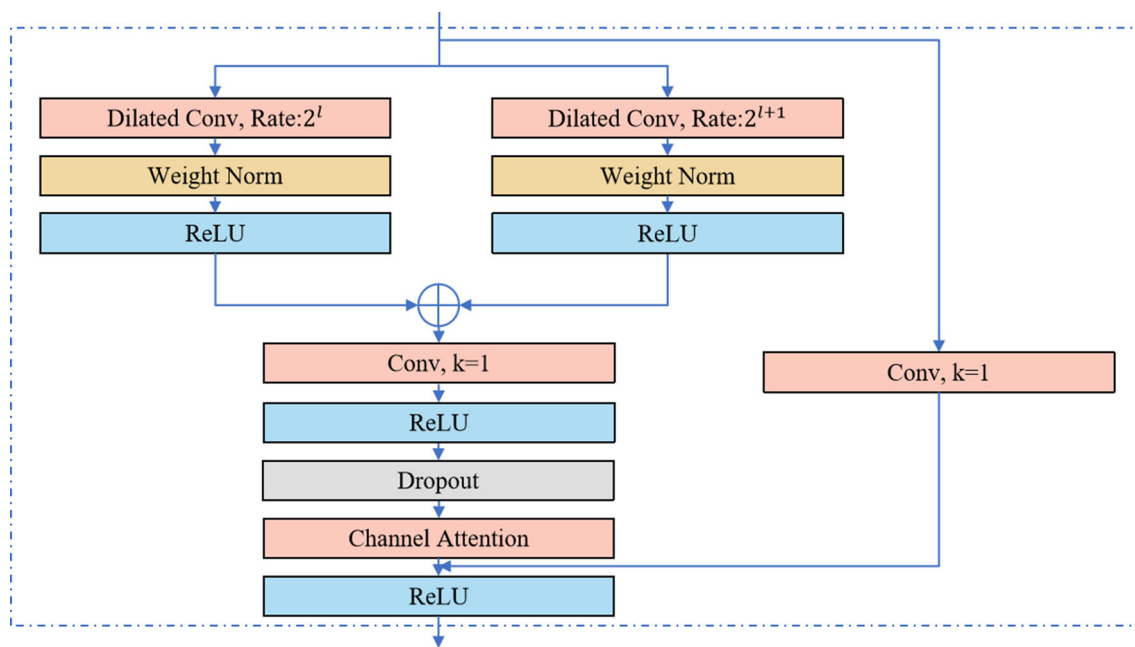 Dilated Conv, Rate:2^l
Dilated Conv, Rate:2^{l+1}
Weight Norm
Weight Norm
ReLU
ReLU
Conv, k=1
Conv, k=1
ReLU
Dropout
Channel Attention
ReLU